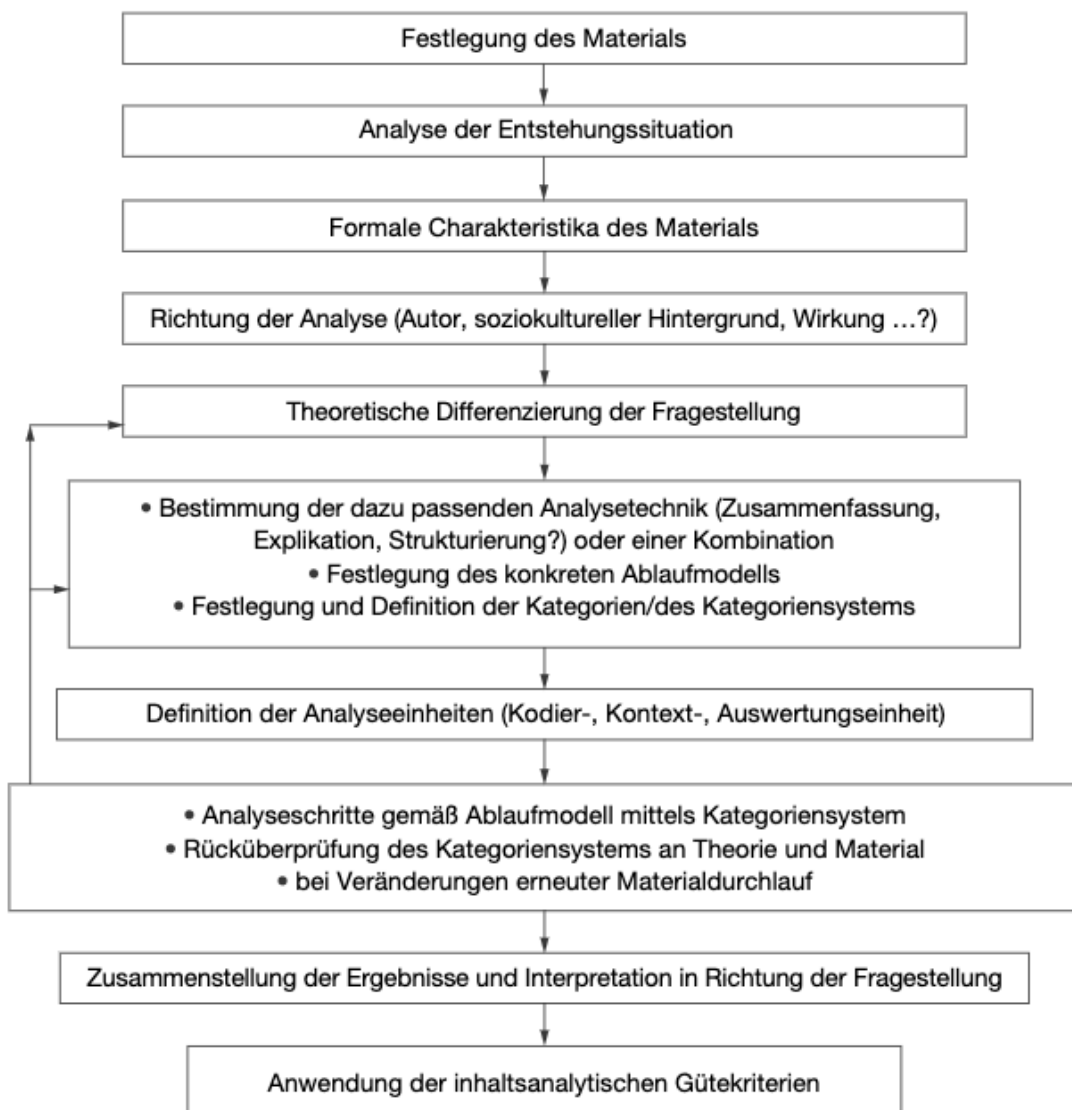 Festlegung des Materials
Analyse der Entstehungssituation
Formale Charakteristika des Materials
Richtung der Analyse (Autor, soziokultureller Hintergrund, Wirkung …?)
Theoretische Differenzierung der Fragestellung
• Bestimmung der dazu passenden Analysetechnik (Zusammenfassung,
Explikation, Strukturierung?) oder einer Kombination
• Festlegung des konkreten Ablaufmodells
• Festlegung und Definition der Kategorien/des Kategoriensystems
Definition der Analyseeinheiten (Kodier-, Kontext-, Auswertungseinheit)
• Analyseschritte gemäß Ablaufmodell mittels Kategoriensystem
• Rücküberprüfung des Kategoriensystems an Theorie und Material
• bei Veränderungen erneuter Materialdurchlauf
Zusammenstellung der Ergebnisse und Interpretation in Richtung der Fragestellung
Anwendung der inhaltsanalytischen Gütekriterien